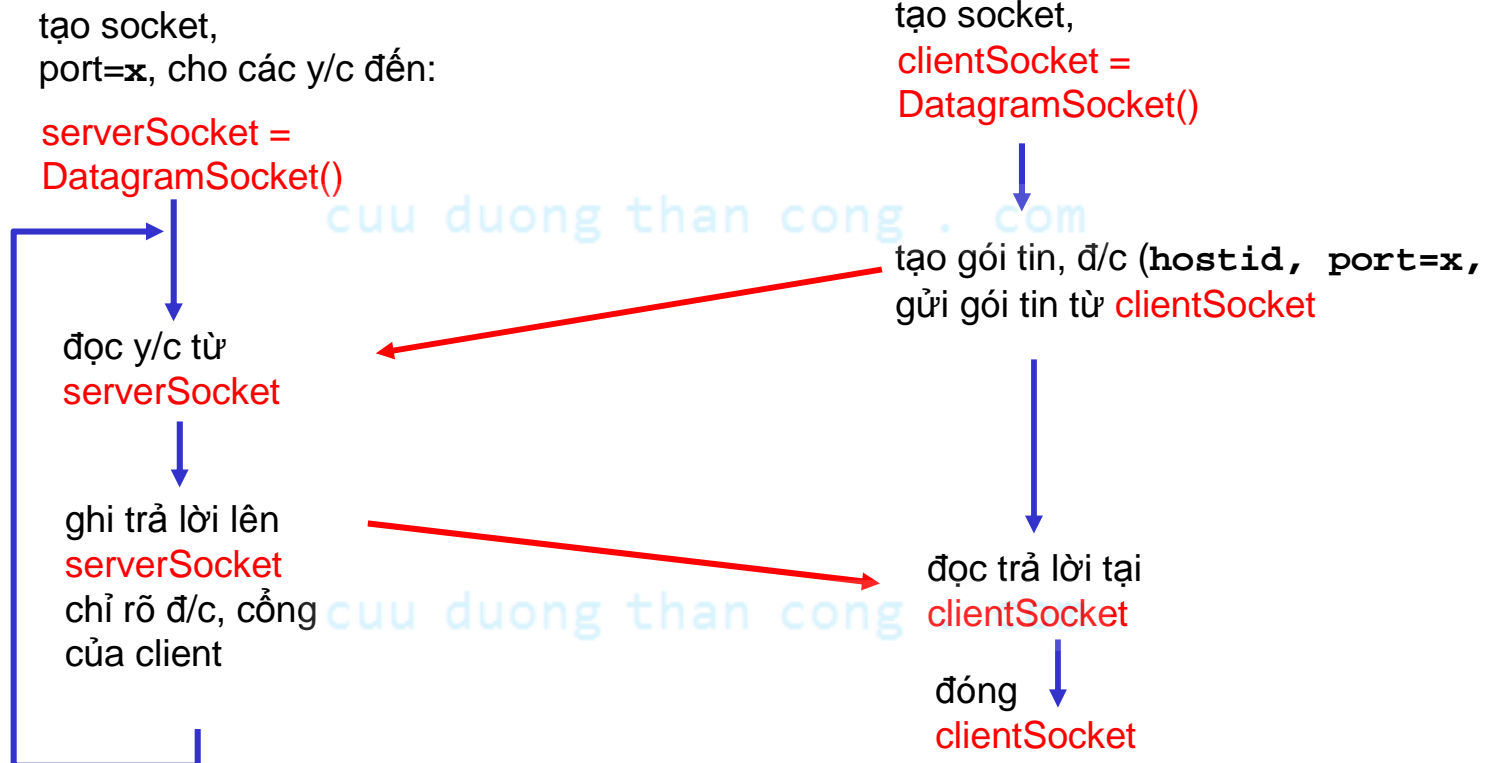 tạo socket,
port=x, cho các y/c đến:
serverSocket =
DatagramSocket()
đọc y/c từ
serverSocket
ghi trả lời lên
serverSocket
chỉ rõ đ/c, cổng
của client
tạo socket,
clientSocket =
DatagramSocket()
tạo gói tin, đ/c (hostid, port=x,
gửi gói tin từ clientSocket
đọc trả lời tại
clientSocket
đóng
clientSocket
cuu duong than cong . com
cuu duong than cong